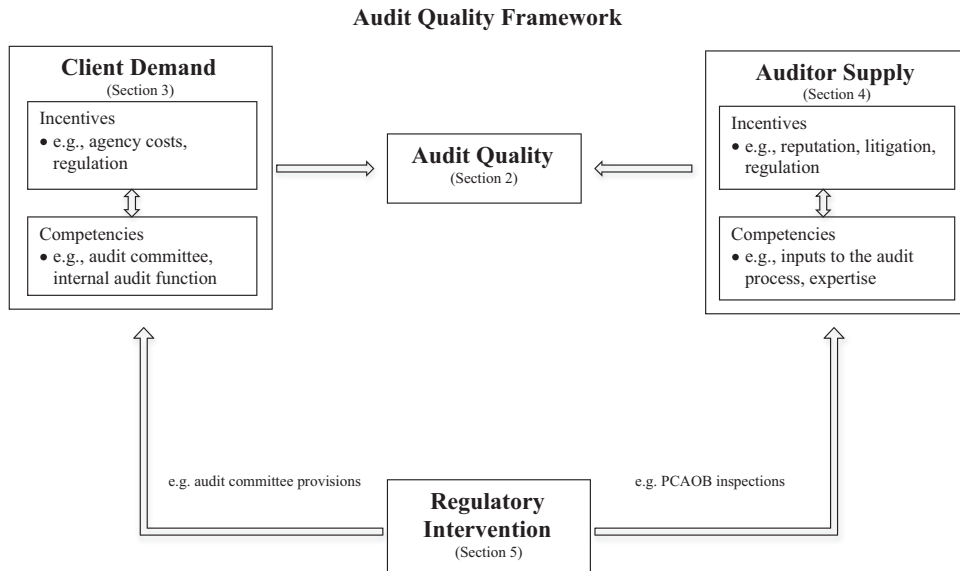 Audit Quality Framework
Client Demand
(Section 3)
Incentives
• e.g., agency costs,
regulation
Competencies
• e.g., audit committee,
internal audit function
Audit Quality
(Section 2)
Auditor Supply
(Section 4)
Incentives
• e.g., reputation, litigation,
regulation
Competencies
• e.g., inputs to the audit
process, expertise
e.g. audit committee provisions
Regulatory
Intervention
(Section 5)
e.g. PCAOB inspections